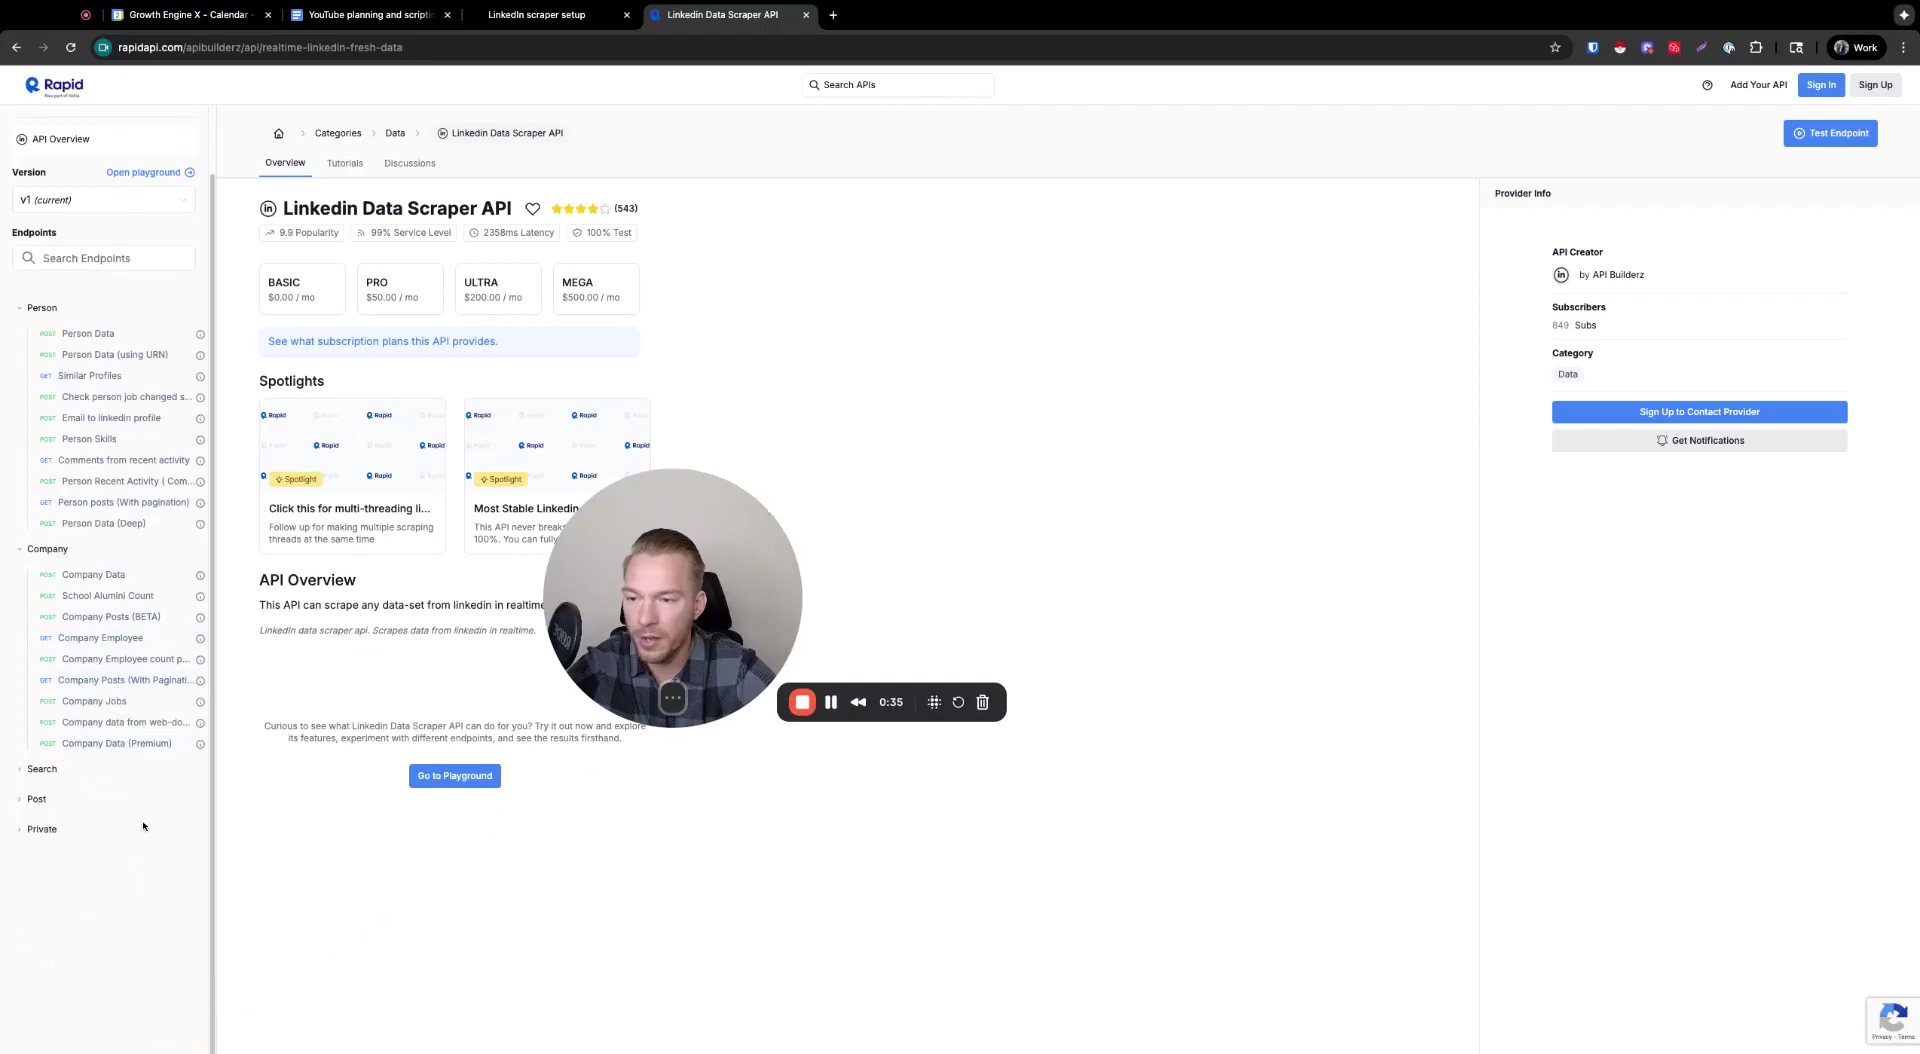 Growth Engine X - Calendar -
YouTube planning and scripti
LinkedIn scraper setup
Linkedin Data Scraper API
rapidapi.com/apibuilderz/api/realtime-linkedin-fresh-data
Work
Rapid
Search APIs
Add Your API
Sign In
Sign Up
API Overview
Version
Open playground
v1 (current)
Endpoints
Search Endpoints
Person
POST Person Data
POST Person Data (using URN)
GET Similar Profiles
POST Check person job changed s...
POST Email to linkedin profile
POST Person Skills
GET Comments from recent activity
POST Person Recent Activity ( Com...
GET Person posts (With pagination)
POST Person Data (Deep)
Company
POST Company Data
POST School Alumini Count
POST Company Posts (BETA)
GET Company Employee
POST Company Employee count p...
GET Company Posts (With Paginati...
POST Company Jobs
POST Company data from web-do...
POST Company Data (Premium)
Search
Post
Private
Categories
Data
Linkedin Data Scraper API
Test Endpoint
Overview
Tutorials
Discussions
Linkedin Data Scraper API
(543)
9.9 Popularity
99% Service Level
2358ms Latency
100% Test
BASIC
$0.00 / mo
PRO
$50.00 / mo
ULTRA
$200.00 / mo
MEGA
$500.00 / mo
See what subscription plans this API provides.
Spotlights
Rapid Rapid Rapid Rapid
Rapid Rapid Rapid Rapid
Spotlight Rapid Spotlight Rapid
Click this for multi-threading li...
Follow up for making multiple scraping
threads at the same time
Most Stable Linkedin
This API never breaks
100%. You can fully
API Overview
This API can scrape any data-set from linkedin in realtime
LinkedIn data scraper api. Scrapes data from linkedin in realtime.
0:35
Curious to see what Linkedin Data Scraper API can do for you? Try it out now and explore
its features, experiment with different endpoints, and see the results firsthand.
Go to Playground
Provider Info
API Creator
by API Builderz
Subscribers
849 Subs
Category
Data
Sign Up to Contact Provider
Get Notifications
Privacy - Terms